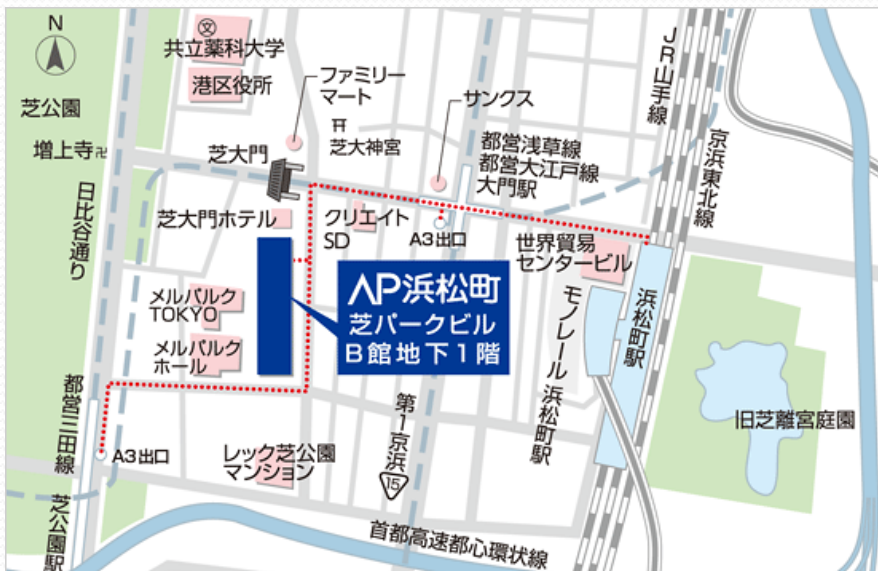 N
文
共立薬科大学
港区役所
芝公園
増上寺卍
日比谷通り
ファミリー
マート
芝大神宮
サンクス
芝大門
都営浅草線
都営大江戸線
大門駅
JR山手線
京浜東北線
芝大門ホテル
クリエイト
SD
A3出口
世界貿易
センタービル
AP浜松町
芝パークビル
B館地下1階
メルパルク
TOKYO
メルパルク
ホール
モノレール 浜松町駅
浜松町駅
旧芝離宮庭園
都営三田線
芝公園駅
A3出口
レック芝公園
マンション
第1京浜
15
首都高速都心環状線